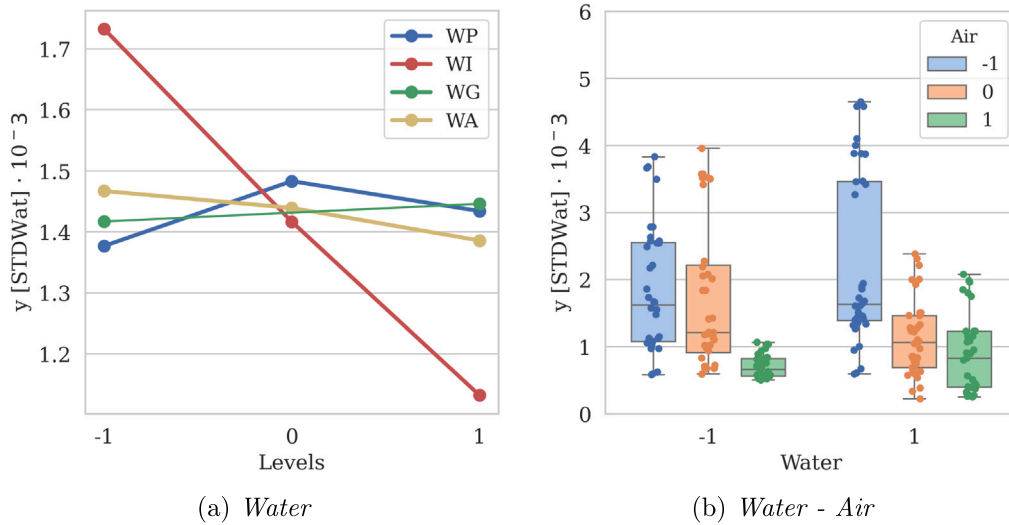 y [STDWat] · 10⁻3
1.7
1.6
1.5
1.4
1.3
1.2
WP
WI
WG
WA
-1
0
1
Levels
(a) Water
y [STDWat] · 10⁻3
6
5
4
3
2
1
0
Air
-1
0
1
-1
1
Water
(b) Water - Air